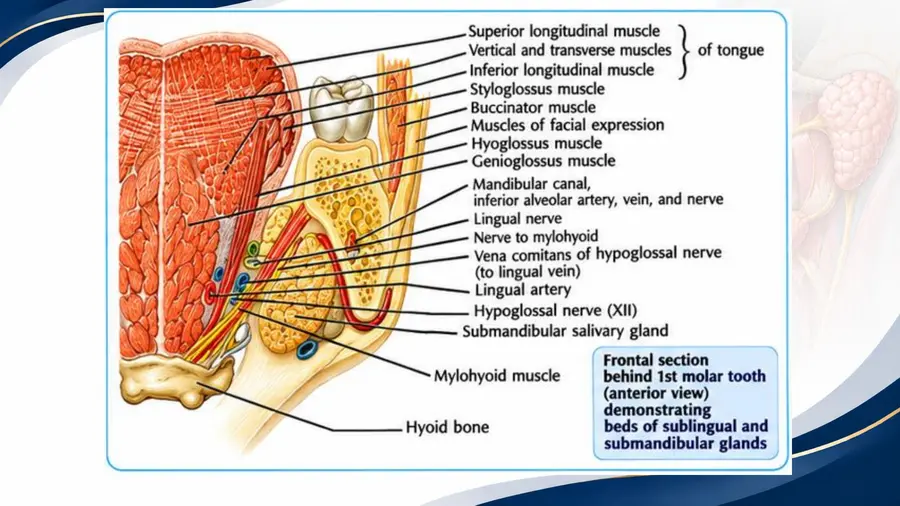 Superior longitudinal muscle
Vertical and transverse muscles
of tongue
Inferior longitudinal muscle
Styloglossus muscle
Buccinator muscle
Muscles of facial expression
Hyoglossus muscle
Genioglossus muscle
Mandibular canal,
inferior alveolar artery, vein, and nerve
Lingual nerve
Nerve to mylohyoid
Vena comitans of hypoglossal nerve
(to lingual vein)
Lingual artery
Hypoglossal nerve (XII)
Submandibular salivary gland
Mylohyoid muscle
Hyoid bone
Frontal section
behind 1st molar tooth
(anterior view)
demonstrating
beds of sublingual and
submandibular glands